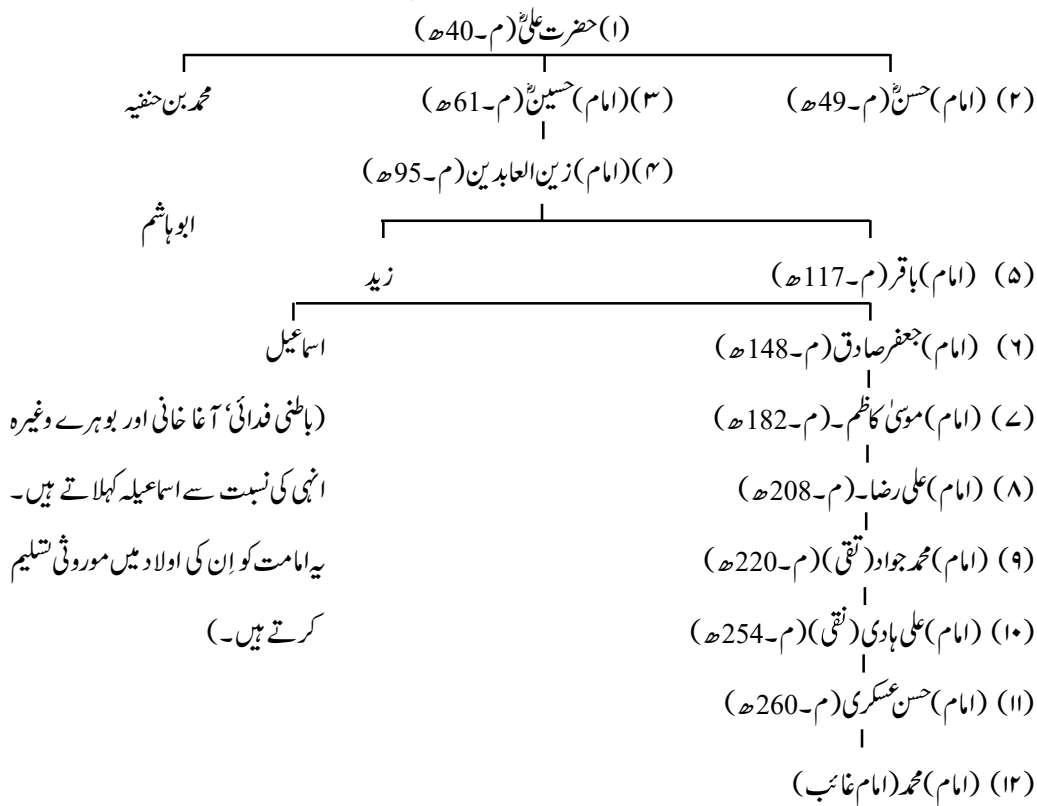 (۱) حضرت علیؓ (م۔40ھ)
(۲) (امام) حسنؓ (م۔49ھ) (۳) (امام) حسینؓ (م۔61ھ) محمد بن حنفیہ
(۴) (امام) زین العابدین (م۔95ھ)
ابو ہاشم
(۵) (امام) باقر (م۔117ھ) زید
(۶) (امام) جعفر صادق (م۔148ھ) اسماعیل
(۷) (امام) موسیٰ کاظم۔ (م۔182ھ) (باطنی فدائی‘ آغا خانی اور بوہرے وغیرہ
(۸) (امام) علی رضا۔ (م۔208ھ) انہی کی نسبت سے اسماعیلہ کہلاتے ہیں۔
(۹) (امام) محمد جواد (تقی) (م۔220ھ) یہ امامت کو اِن کی اولاد میں موروثی تسلیم
(۱۰) (امام) علی ہادی (نقی) (م۔254ھ) کرتے ہیں۔)
(۱۱) (امام) حسن عسکری (م۔260ھ)
(۱۲) (امام) محمد (امام غائب)